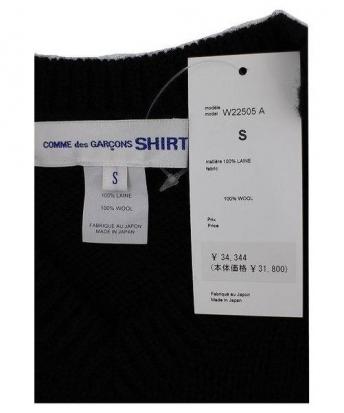 COMME des GARÇONS SHIRT
S
100% LAINE
100% WOOL
FABRIQUE AU JAPON
MADE IN JAPAN
modèle
model W22505 A
S
matière 100% LAINE
fabric
100% WOOL
Prix
Price
¥ 34,344
(本体価格 ¥ 31,800)
Fabriqué au Japon
Made in Japan